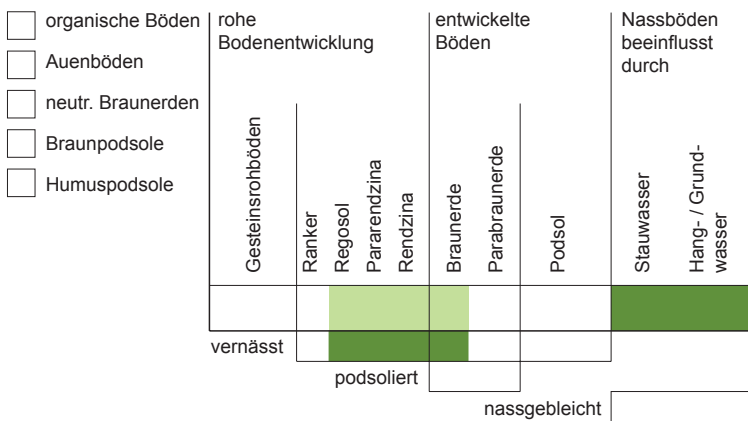 organische Böden
Auenböden
neutr. Braunerden
Braunpodsole
Humuspodsole
rohe
Bodenentwicklung
entwickelte
Böden
Nassböden
beeinflusst
durch
Gesteinsrohböden
Ranker
Regosol
Pararendzina
Rendzina
Braunerde
Parabraunerde
Podsol
Stauwasser
Hang- / Grund-
wasser
vernässt
podsoliert
nassgebleicht